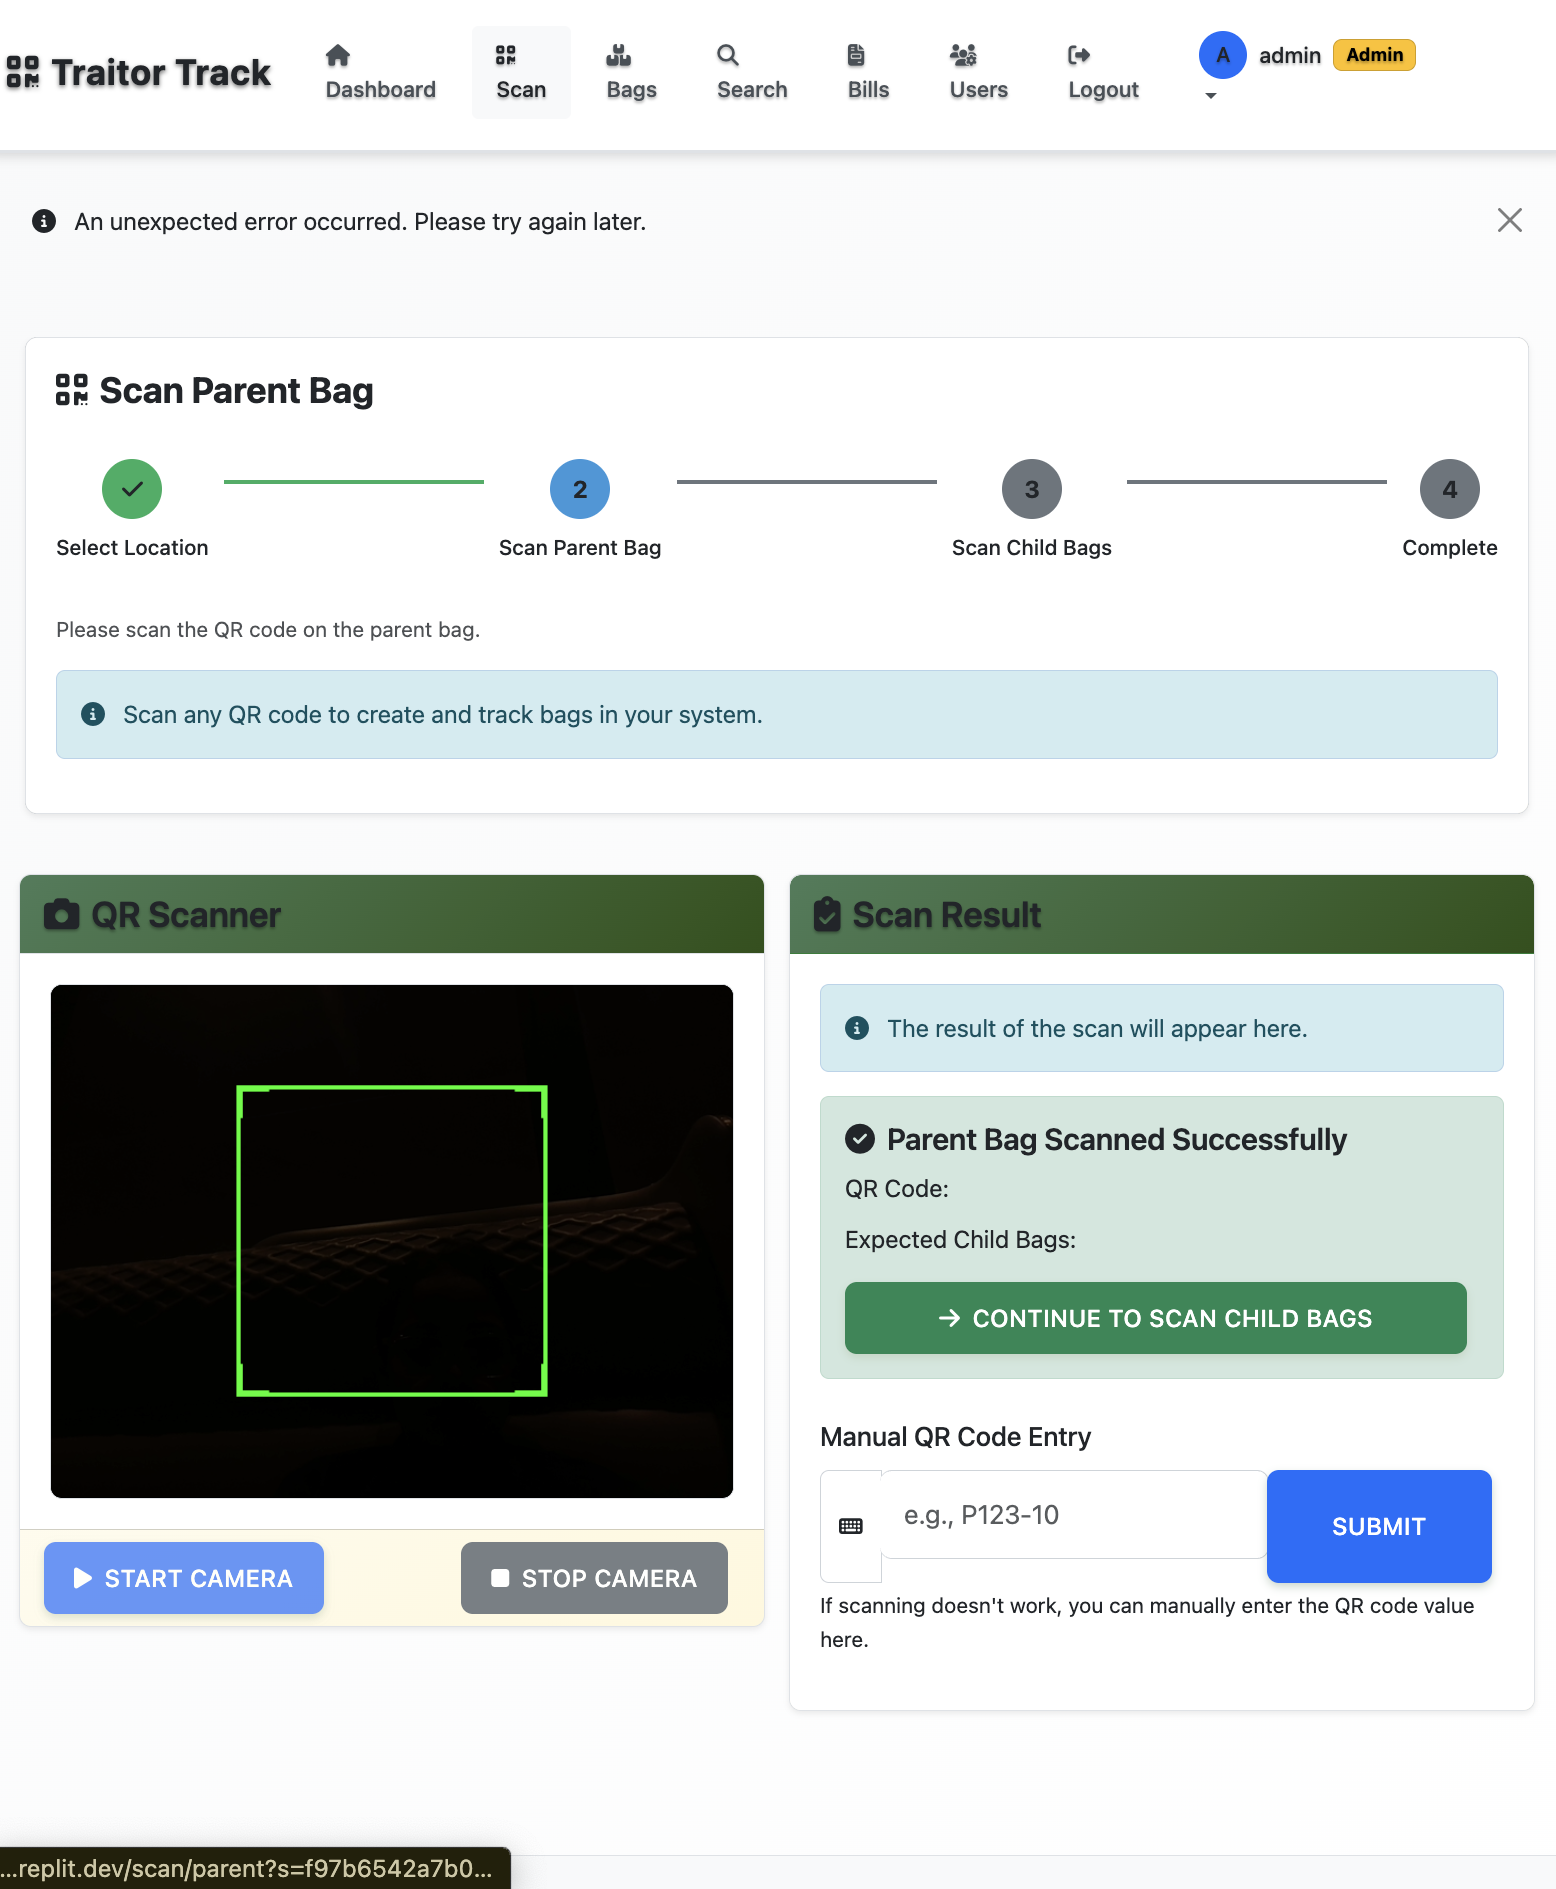 Traitor Track
Dashboard
Scan
Bags
Search
Bills
Users
Logout
A
admin
Admin
An unexpected error occurred. Please try again later.
Scan Parent Bag
2
3
4
Select Location
Scan Parent Bag
Scan Child Bags
Complete
Please scan the QR code on the parent bag.
Scan any QR code to create and track bags in your system.
QR Scanner
START CAMERA
STOP CAMERA
Scan Result
The result of the scan will appear here.
Parent Bag Scanned Successfully
QR Code:
Expected Child Bags:
CONTINUE TO SCAN CHILD BAGS
Manual QR Code Entry
e.g., P123-10
SUBMIT
If scanning doesn't work, you can manually enter the QR code value
here.
...replit.dev/scan/parent?s=f97b6542a7b0...